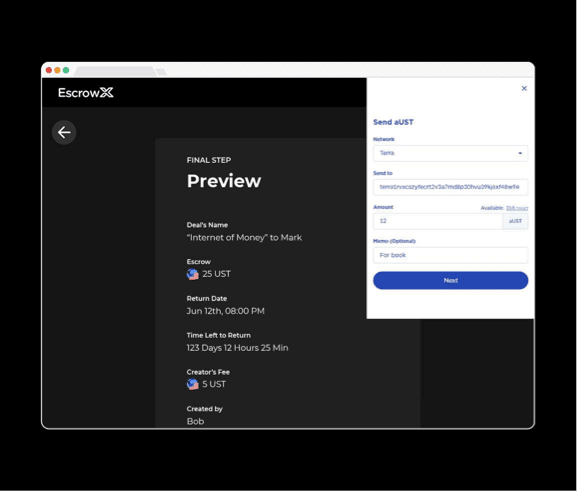 EscrowX
FINAL STEP
Preview
Deal's Name
“Internet of Money” to Mark
Escrow
25 UST
Return Date
Jun 12th, 08:00 PM
Time Left to Return
123 Days 12 Hours 25 Min
Creator's Fee
5 UST
Created by
Bob
Send aUST
Network
Terra
Send to
Amount
Available:
12
aUST
Memo (Optional)
For book
Next